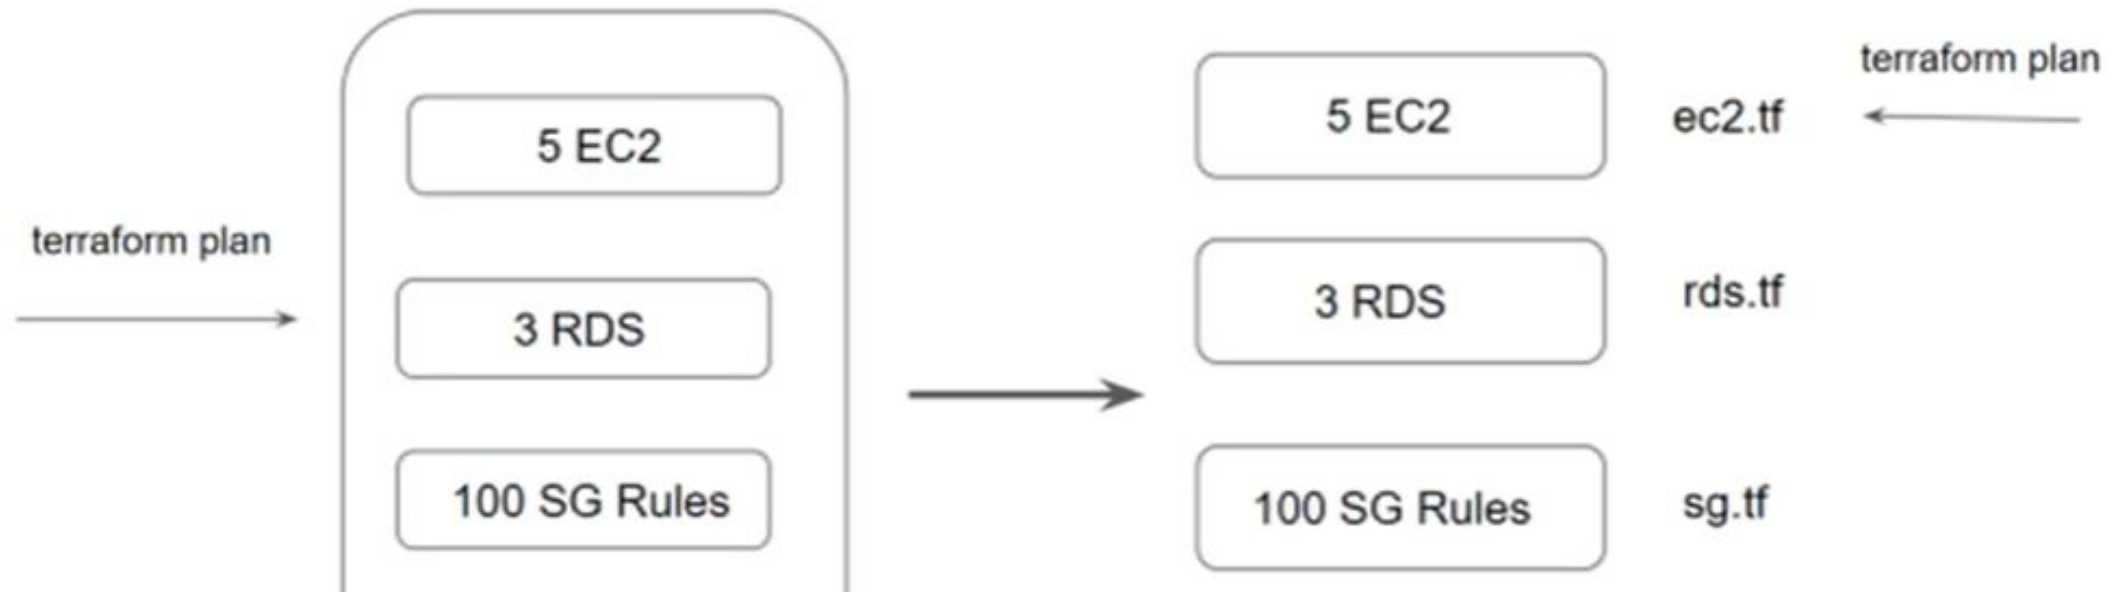 terraform plan
5 EC2
3 RDS
100 SG Rules
5 EC2
ec2.tf
terraform plan
3 RDS
rds.tf
100 SG Rules
sg.tf